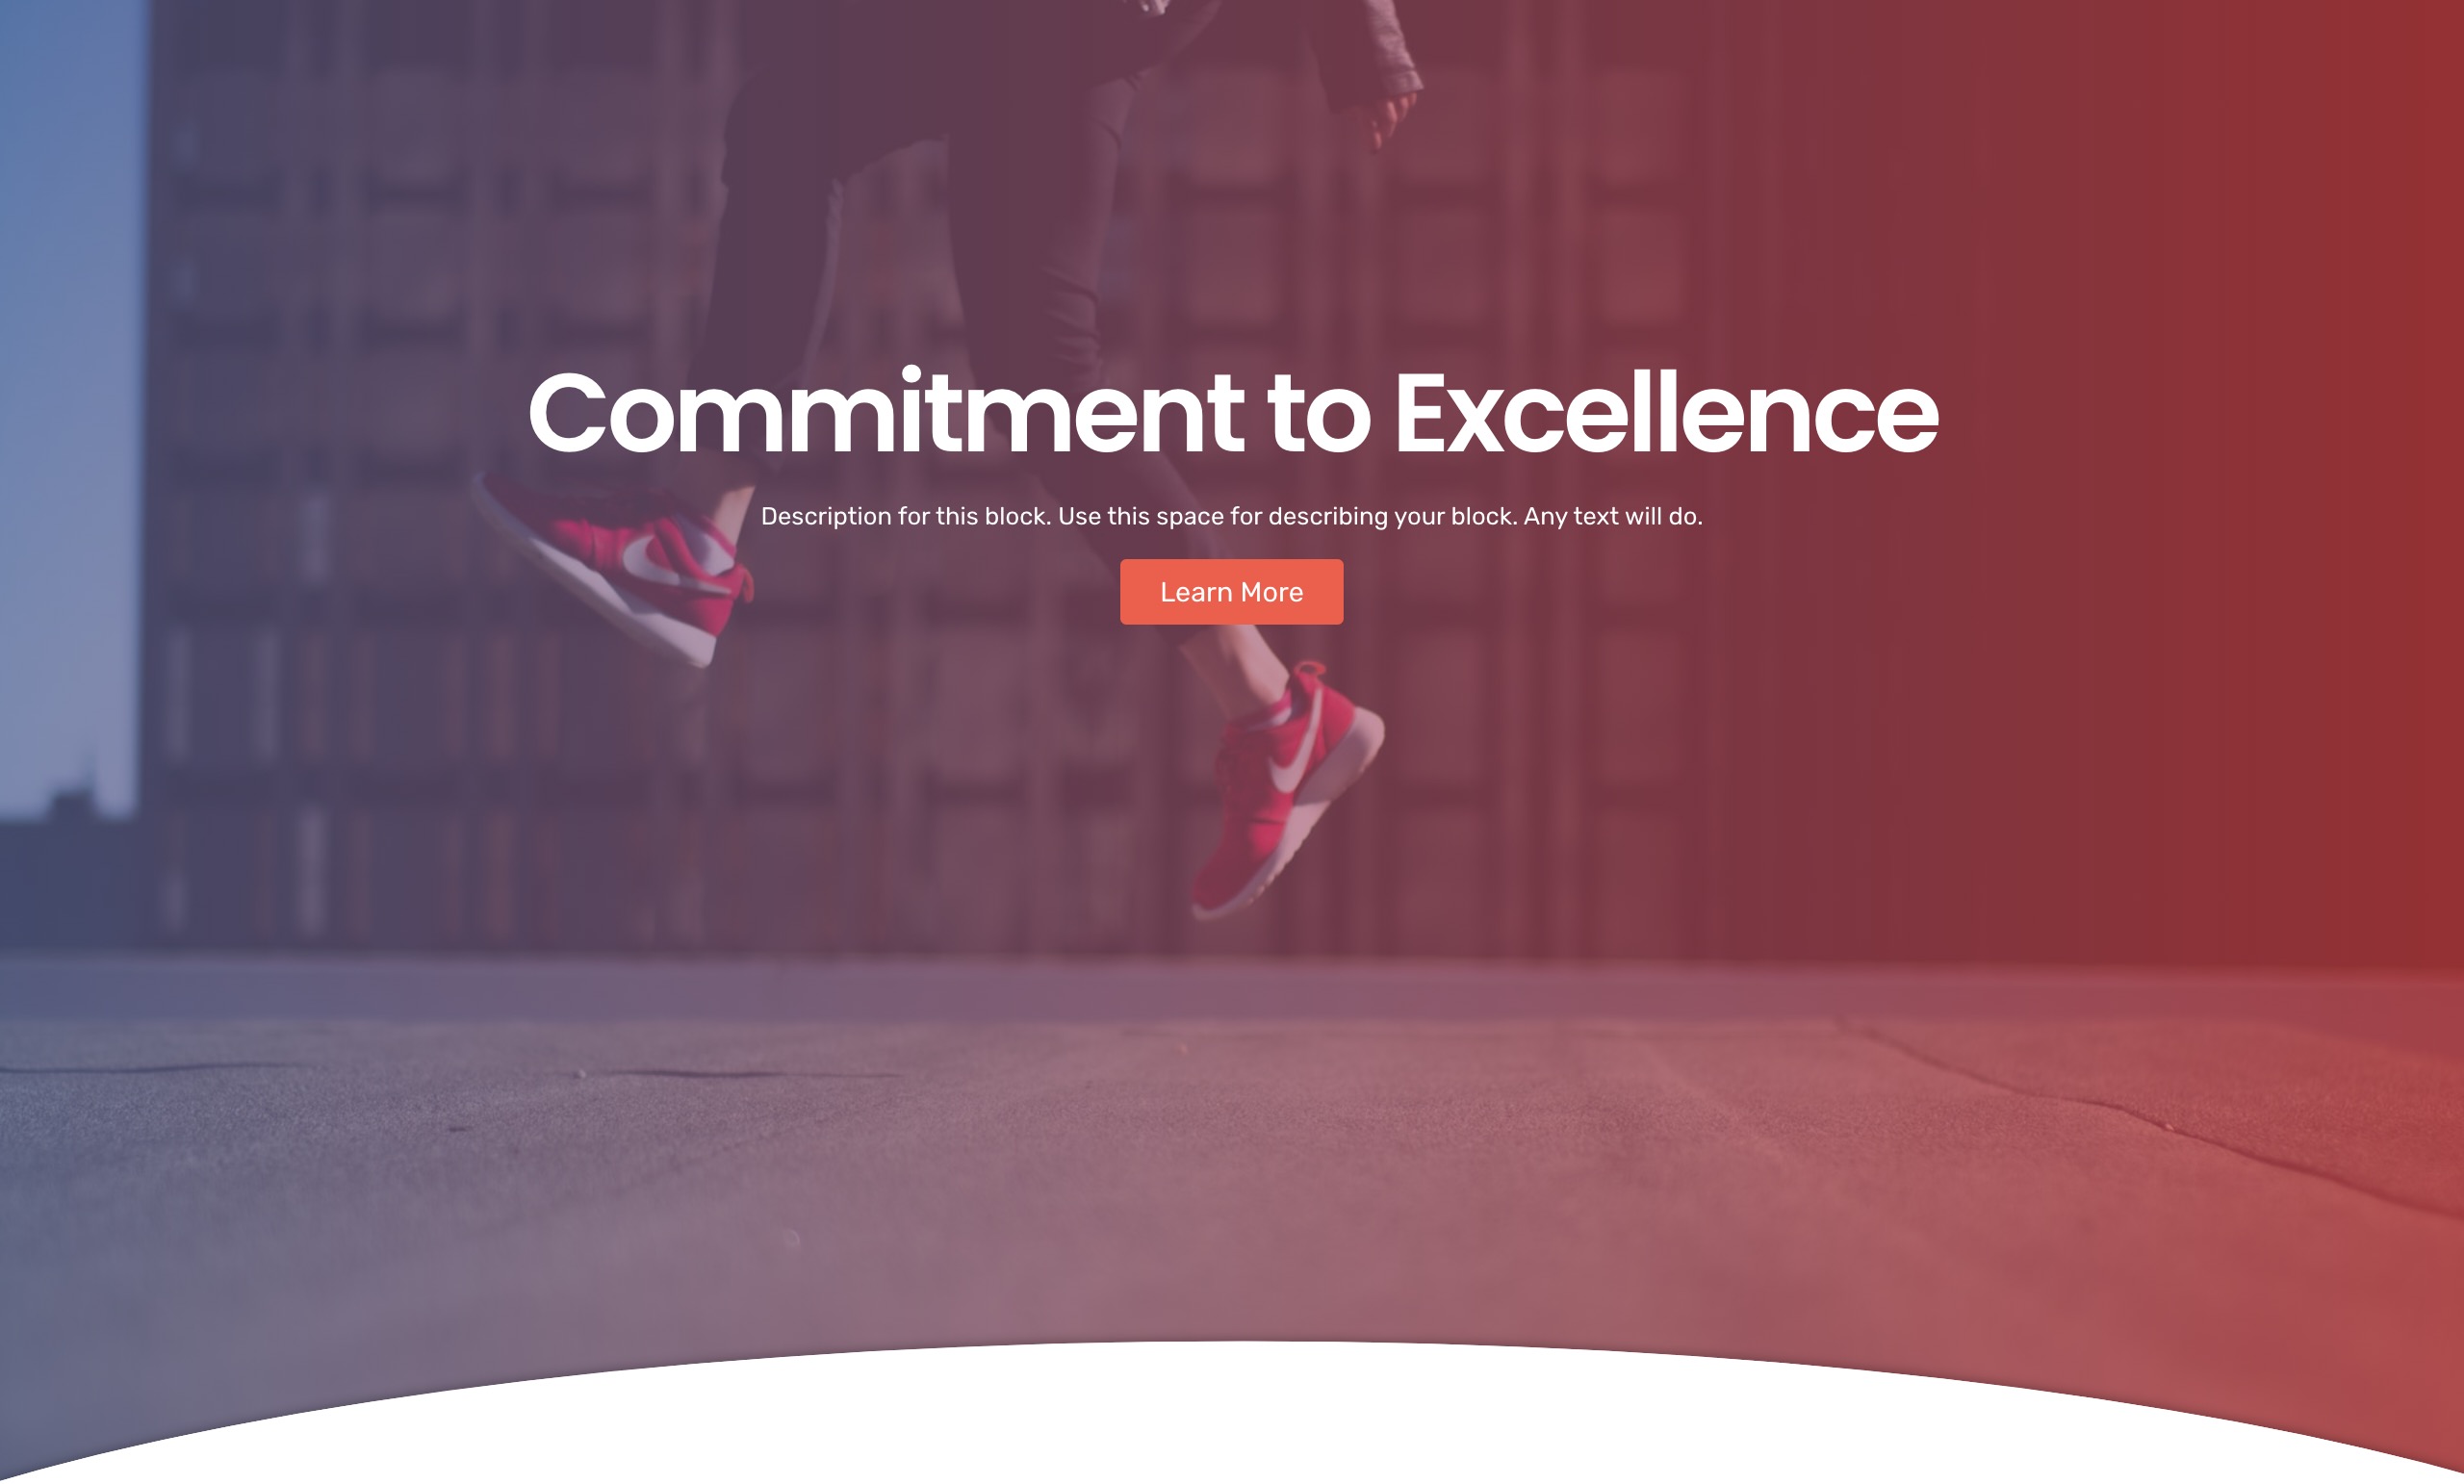 Commitment to Excellence
Description for this block. Use this space for describing your block. Any text will do.
Learn More